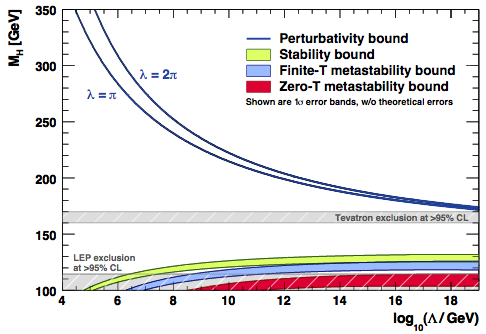 M_H [GeV]
350
300
250
200
150
100
λ = 2π
λ = π
Perturbativity bound
Stability bound
Finite-T metastability bound
Zero-T metastability bound
Shown are 1σ error bands, w/o theoretical errors
Tevatron exclusion at >95% CL
LEP exclusion
at >95% CL
4 6 8 10 12 14 16 18
log₁₀(Λ / GeV)